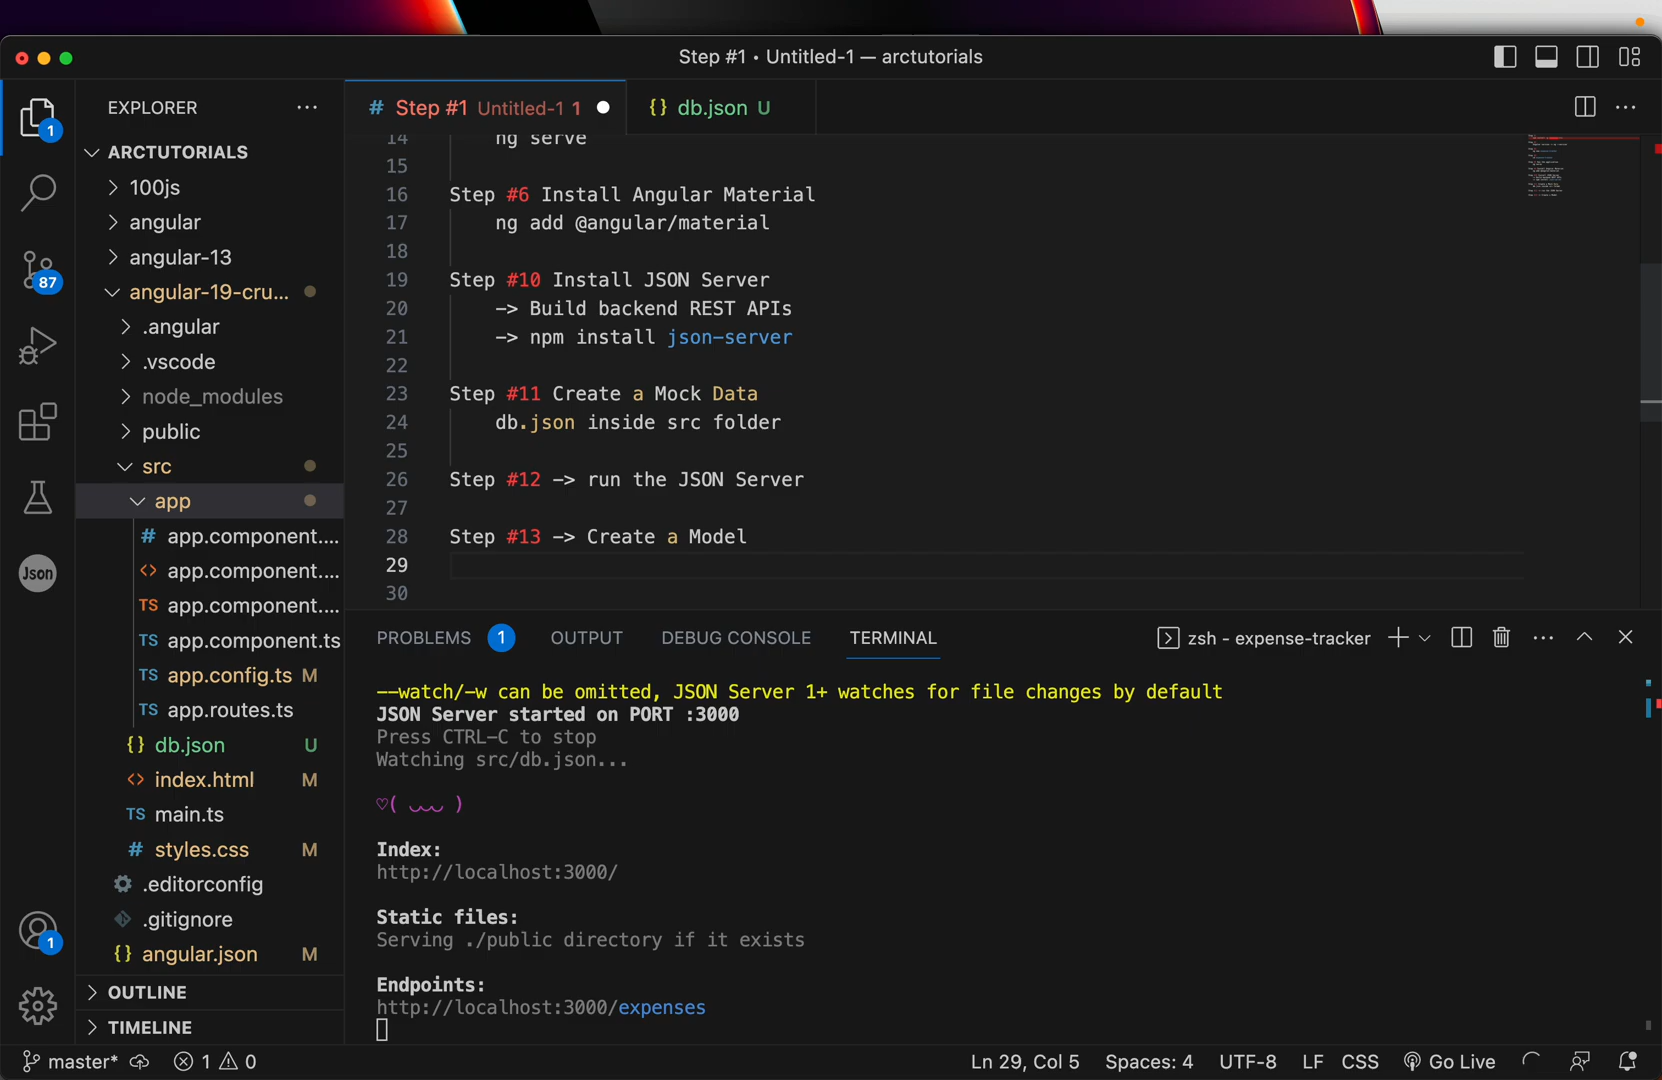 Step #1 • Untitled-1 — arctutorials
EXPLORER
Step #1 Untitled-1 1
{} db.json U
1
ARCTUTORIALS
100js
angular
angular-13
angular-19-cru...
.angular
.vscode
node_modules
public
src
app
app.component....
app.component....
TS app.component....
TS app.component.ts
TS app.config.ts M
TS app.routes.ts
{} db.json U
index.html M
TS main.ts
# styles.css M
.editorconfig
.gitignore
{} angular.json M
OUTLINE
TIMELINE
87
Json
1
14 ng serve
15
16 Step #6 Install Angular Material
17 ng add @angular/material
18
19 Step #10 Install JSON Server
20 -> Build backend REST APIs
21 -> npm install json-server
22
23 Step #11 Create a Mock Data
24 db.json inside src folder
25
26 Step #12 -> run the JSON Server
27
28 Step #13 -> Create a Model
29
30
PROBLEMS 1 OUTPUT DEBUG CONSOLE TERMINAL zsh - expense-tracker
--watch/-w can be omitted, JSON Server 1+ watches for file changes by default
JSON Server started on PORT :3000
Press CTRL-C to stop
Watching src/db.json...
♡( ◡◡◡ )
Index:
http://localhost:3000/
Static files:
Serving ./public directory if it exists
Endpoints:
http://localhost:3000/expenses
master* 1 0 Ln 29, Col 5 Spaces: 4 UTF-8 LF CSS Go Live